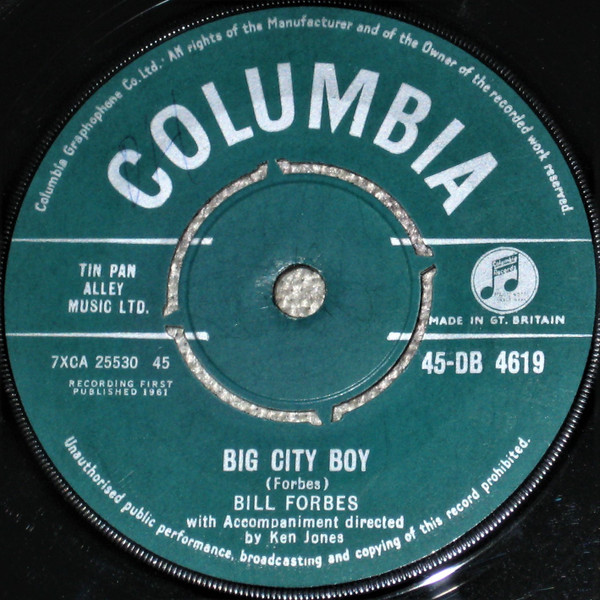 Columbia Graphophone Co. Ltd. · All rights of the Manufacturer and of the Owner of the recorded work reserved.
COLUMBIA
TIN PAN
ALLEY
MUSIC LTD.
Columbia
Records
MADE IN GT. BRITAIN
7XCA 25530 45
45-DB 4619
RECORDING FIRST
PUBLISHED 1961
BIG CITY BOY
(Forbes)
BILL FORBES
with Accompaniment directed
by Ken Jones
Unauthorised public performance, broadcasting and copying of this record prohibited.